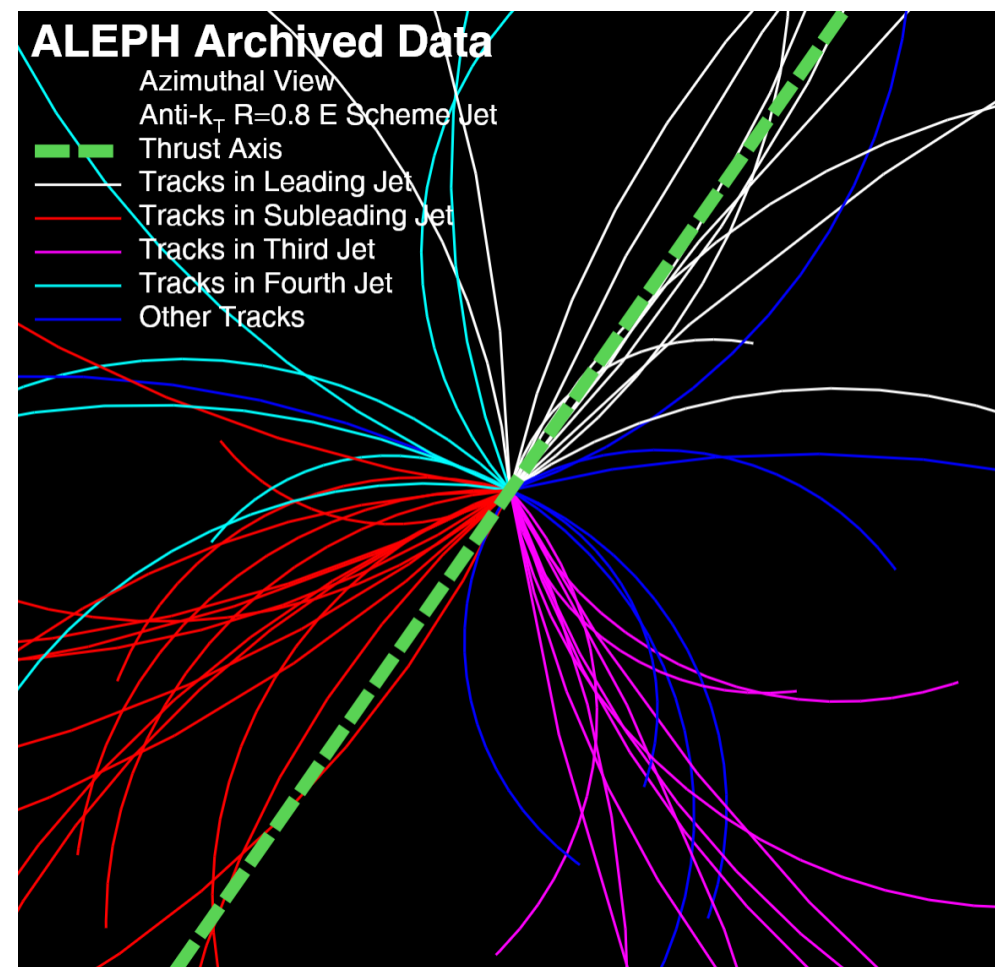 ALEPH Archived Data
Azimuthal View
Anti-k_T R=0.8 E Scheme Jet
Thrust Axis
Tracks in Leading Jet
Tracks in Subleading Jet
Tracks in Third Jet
Tracks in Fourth Jet
Other Tracks